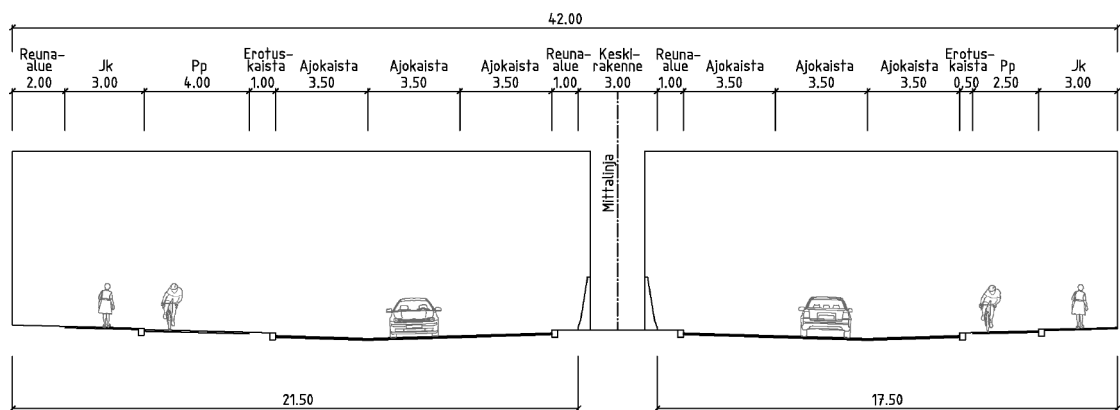 42.00
Reuna-
alue
2.00
Jk
3.00
Pp
4.00
Erotus-
kaista
1.00
Ajokaista
3.50
Ajokaista
3.50
Ajokaista
3.50
Reuna-
alue
1.00
Keski-
rakenne
3.00
Reuna-
alue
1.00
Ajokaista
3.50
Ajokaista
3.50
Ajokaista
3.50
Erotus-
kaista
0.50
Pp
2.50
Jk
3.00
Mittalinja
21.50
17.50